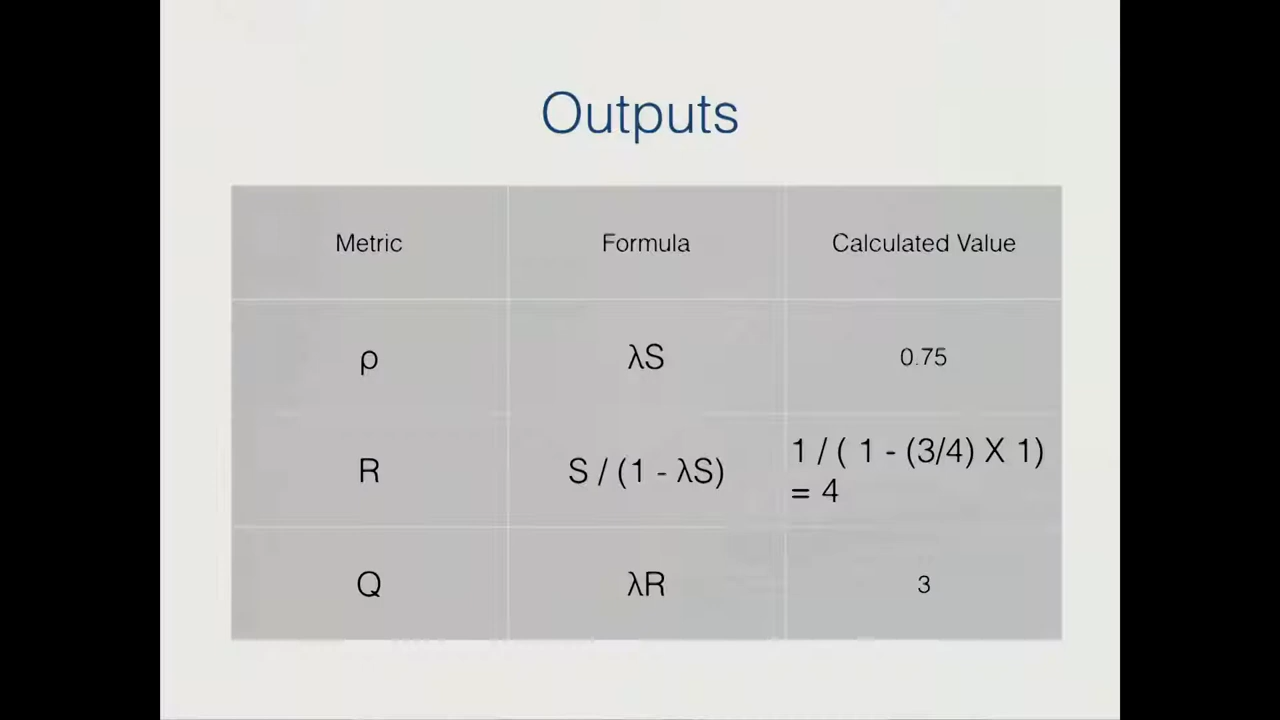 Outputs
Metric
Formula
Calculated Value
ρ
λS
0.75
R
S / (1 - λS)
1 / ( 1 - (3/4) X 1)
= 4
Q
λR
3